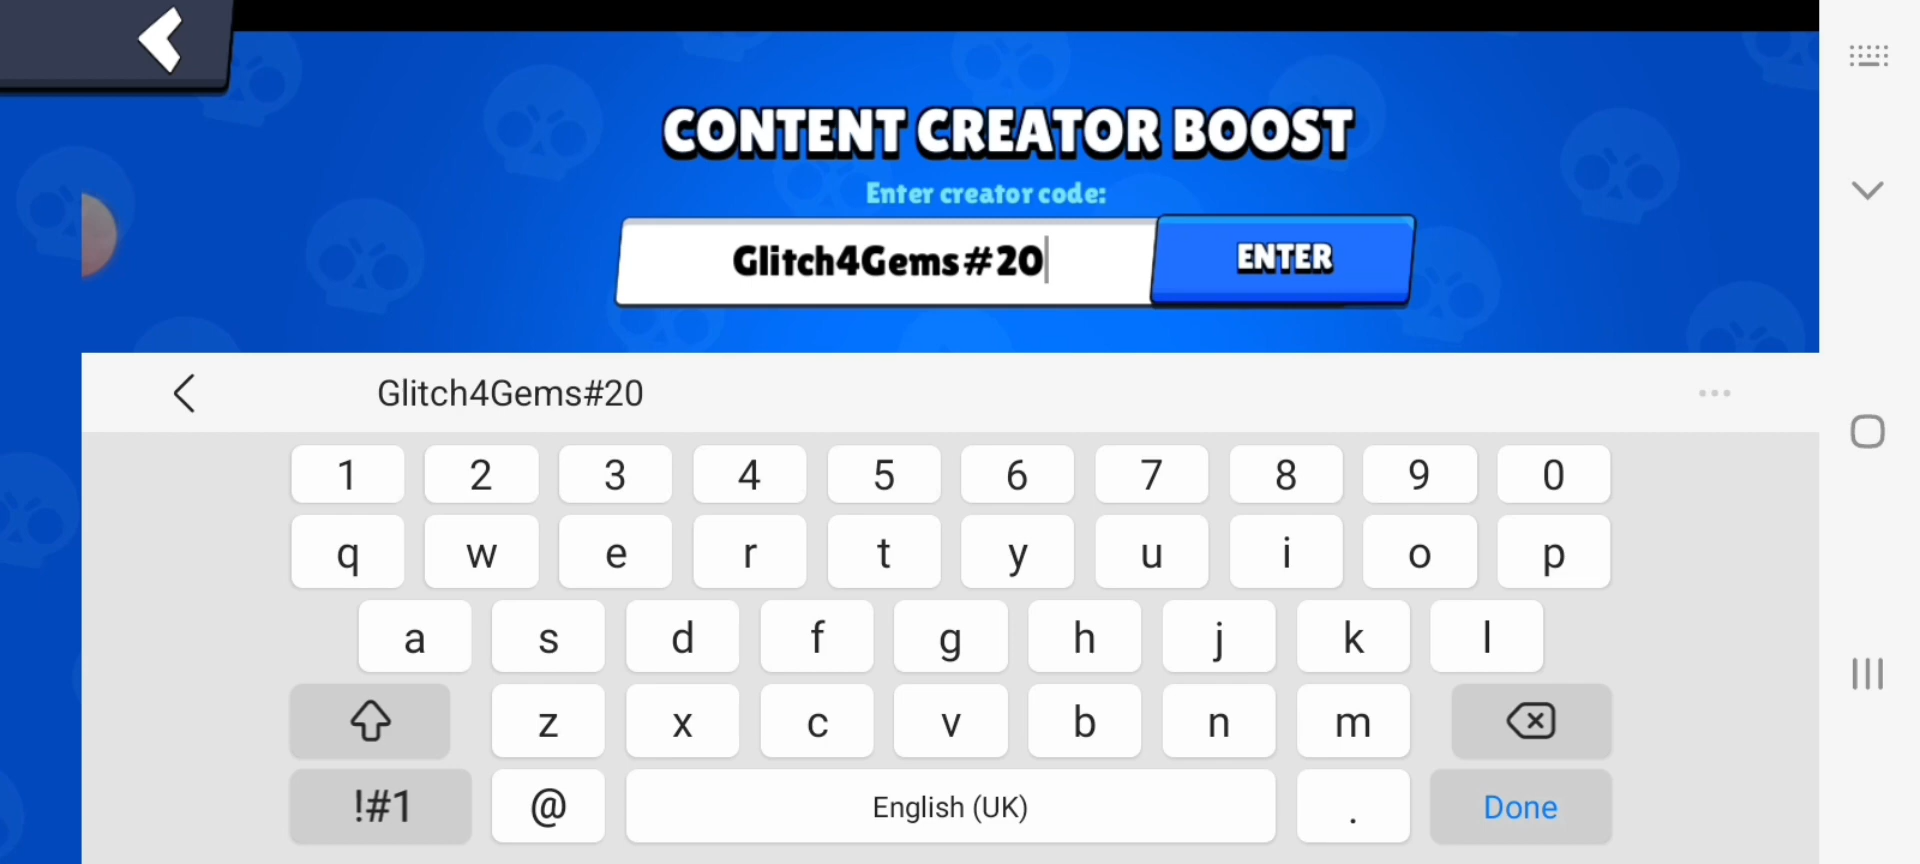 CONTENT CREATOR BOOST
Enter creator code:
Glitch4Gems#20
ENTER
Glitch4Gems#20
1 2 3 4 5 6 7 8 9 0
q w e r t y u i o p
a s d f g h j k l
z x c v b n m
!#1 @ English (UK) . Done